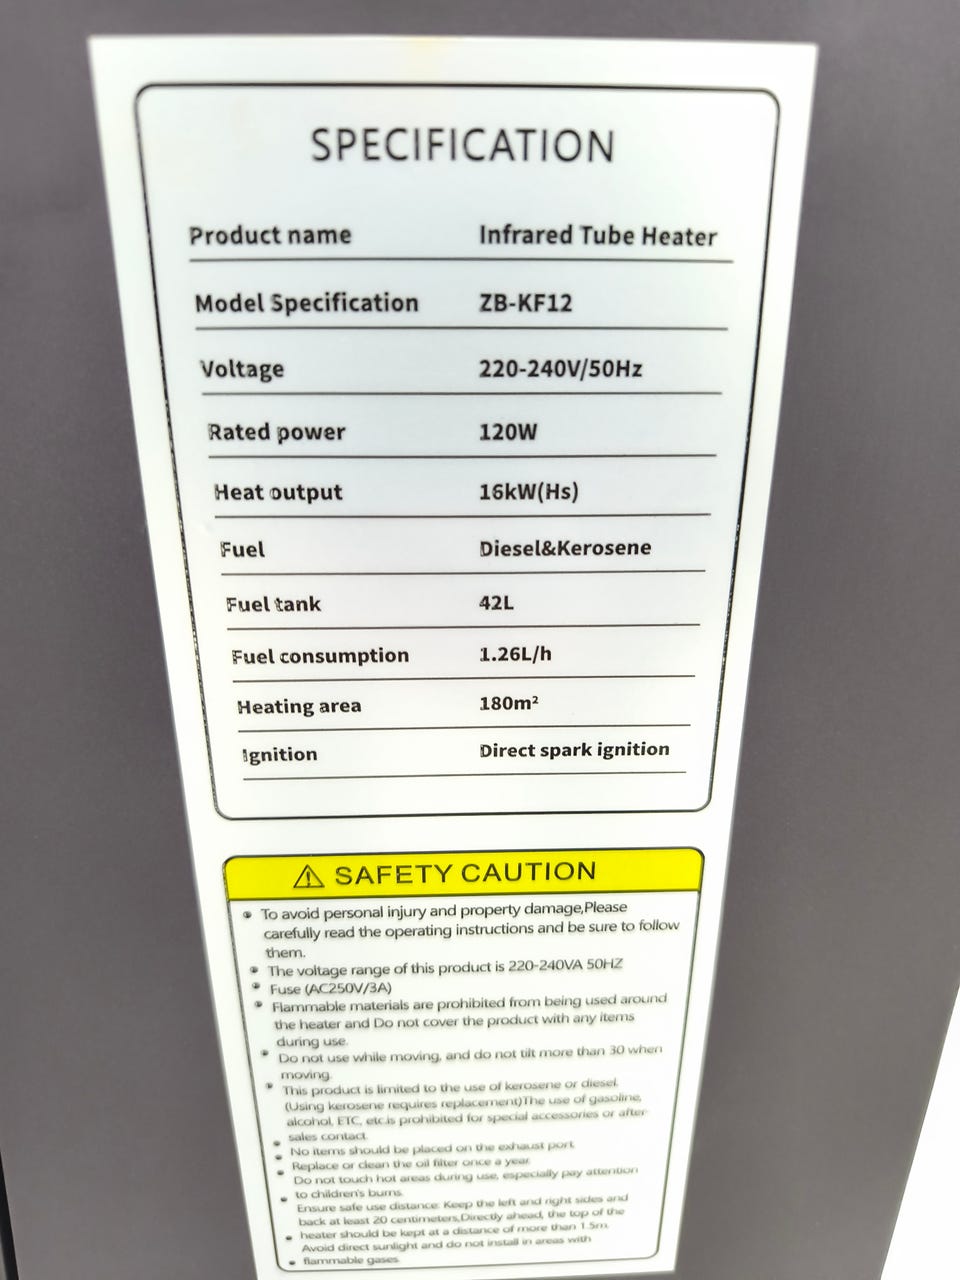 SPECIFICATION
Product name Infrared Tube Heater
Model Specification ZB-KF12
Voltage 220-240V/50Hz
Rated power 120W
Heat output 16kW(Hs)
Fuel Diesel&Kerosene
Fuel tank 42L
Fuel consumption 1.26L/h
Heating area 180m²
Ignition Direct spark ignition
⚠ SAFETY CAUTION
• To avoid personal injury and property damage,Please
carefully read the operating instructions and be sure to follow
them.
• The voltage range of this product is 220-240VA 50HZ
• Fuse (AC250V/3A)
• Flammable materials are prohibited from being used around
the heater and Do not cover the product with any items
during use.
• Do not use while moving, and do not tilt more than 30 when
moving.
• This product is limited to the use of kerosene or diesel.
(Using kerosene requires replacement)The use of gasoline,
alcohol, ETC, etc.is prohibited for special accessories or after-
sales contact.
• No items should be placed on the exhaust port.
• Replace or clean the oil filter once a year.
• Do not touch hot areas during use, especially pay attention
• to children's burns.
Ensure safe use distance: Keep the left and right sides and
back at least 20 centimeters,Directly ahead, the top of the
• heater should be kept at a distance of more than 1.5m.
Avoid direct sunlight and do not install in areas with
• flammable gases.